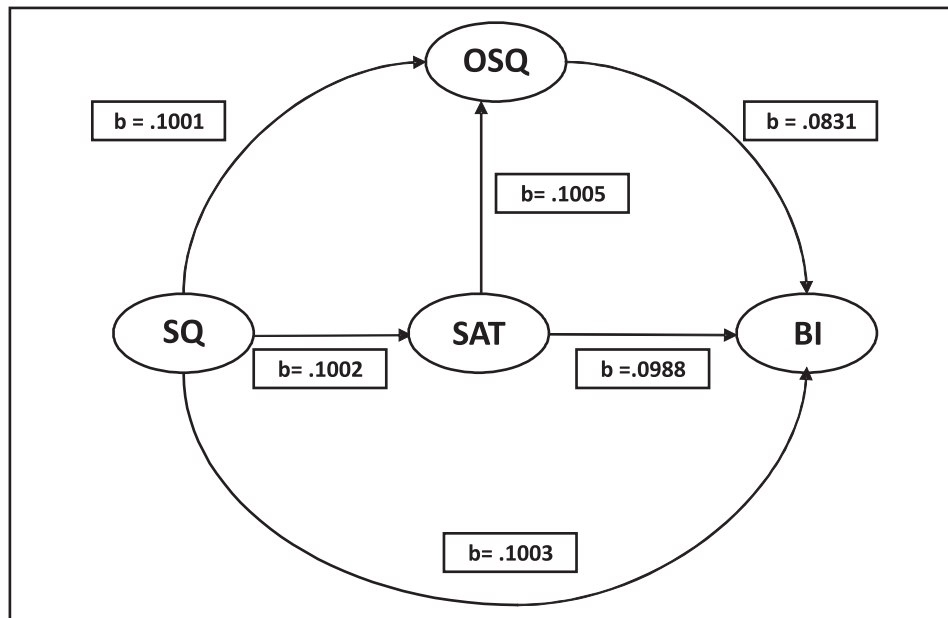 OSQ
b = .1001
b = .0831
b= .1005
SQ
SAT
BI
b= .1002
b =.0988
b= .1003